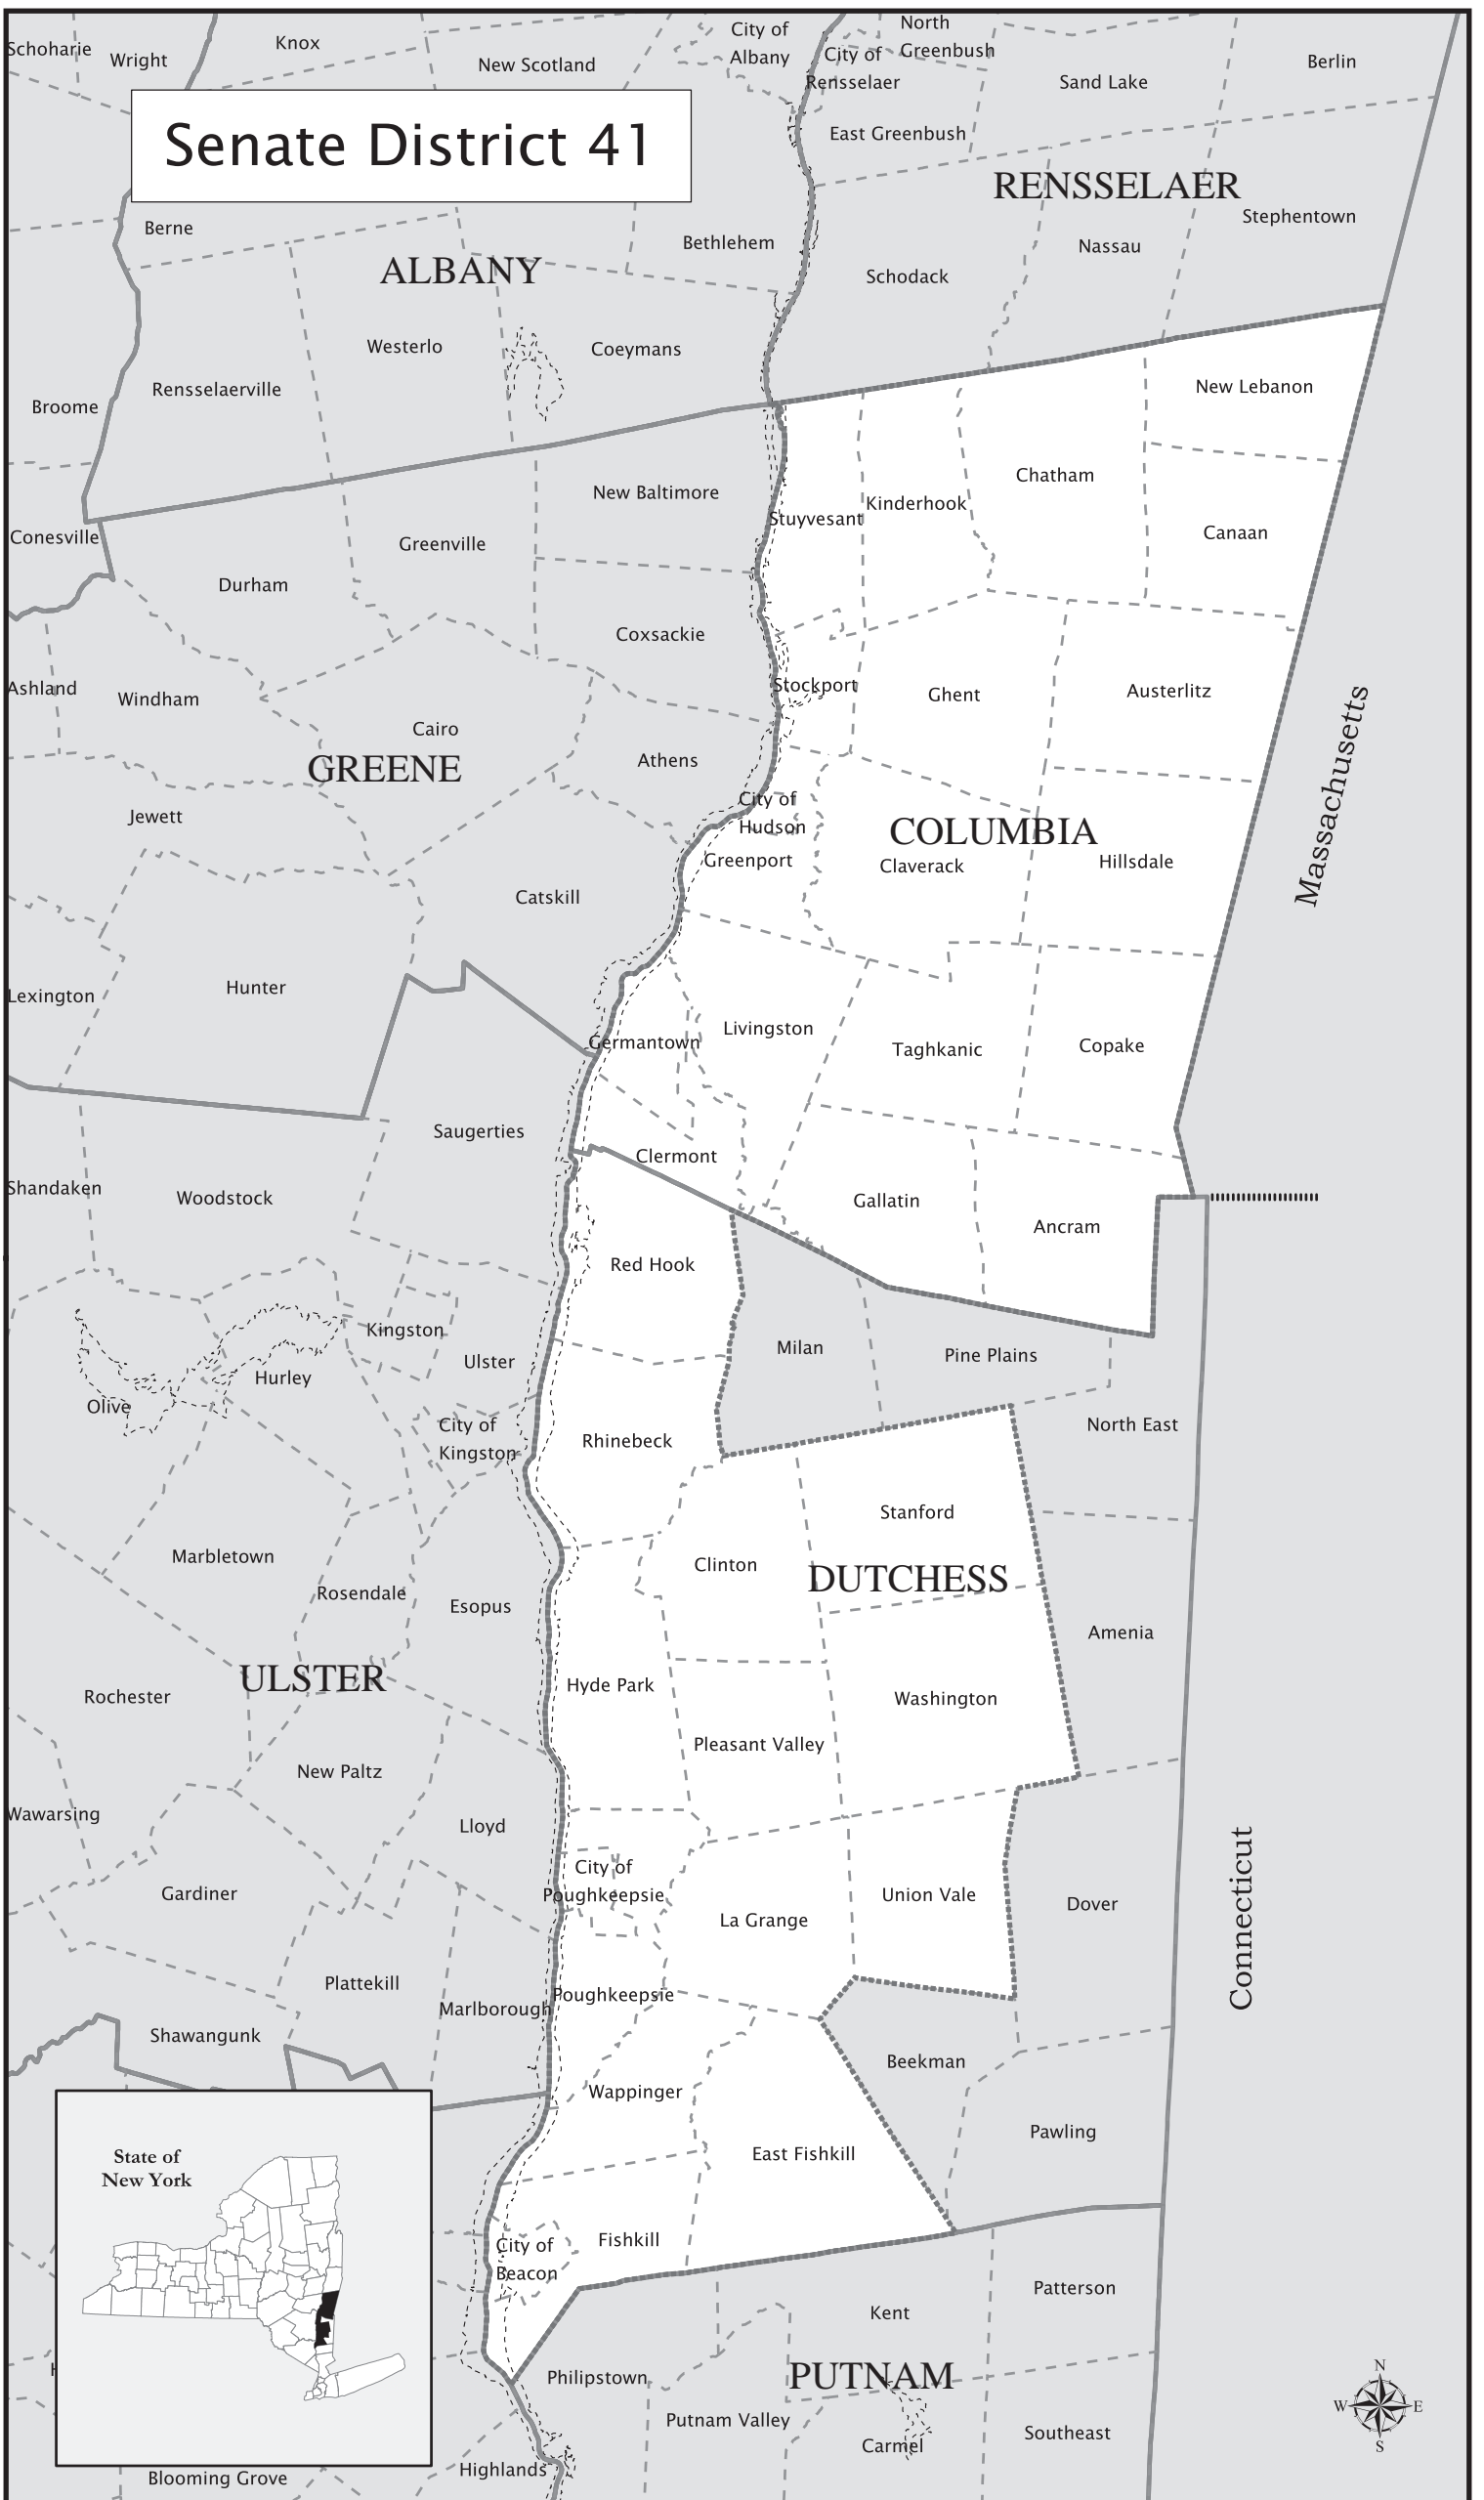 Schoharie
Wright
Knox
New Scotland
City of
Albany
City of
Rensselaer
North
Greenbush
Sand Lake
Berlin
Senate District 41
East Greenbush
RENSSELAER
Stephentown
Berne
Bethlehem
Nassau
ALBANY
Schodack
Westerlo
Coeymans
Rensselaerville
Broome
New Lebanon
Chatham
New Baltimore
Kinderhook
Stuyvesant
Canaan
Conesville
Greenville
Durham
Coxsackie
Ashland
Windham
Stockport
Ghent
Austerlitz
Massachusetts
Cairo
GREENE
Athens
City of
Hudson
Jewett
COLUMBIA
Greenport
Claverack
Hillsdale
Catskill
Lexington
Hunter
Germantown
Livingston
Taghkanic
Copake
Saugerties
Clermont
Shandaken
Woodstock
Gallatin
Ancram
Red Hook
Kingston
Ulster
Milan
Pine Plains
Hurley
Olive
City of
Kingston
Rhinebeck
North East
Stanford
Marbletown
Clinton
DUTCHESS
Rosendale
Esopus
Amenia
ULSTER
Rochester
Hyde Park
Washington
Pleasant Valley
New Paltz
Wawarsing
Lloyd
Connecticut
City of
Poughkeepsie
Gardiner
Union Vale
Dover
La Grange
Plattekill
Poughkeepsie
Marlborough
Shawangunk
Beekman
Wappinger
Pawling
East Fishkill
State of
New York
Fishkill
City of
Beacon
Patterson
Kent
Philipstown
PUTNAM
Putnam Valley
Carmel
Southeast
N
W
E
S
Highlands
Blooming Grove